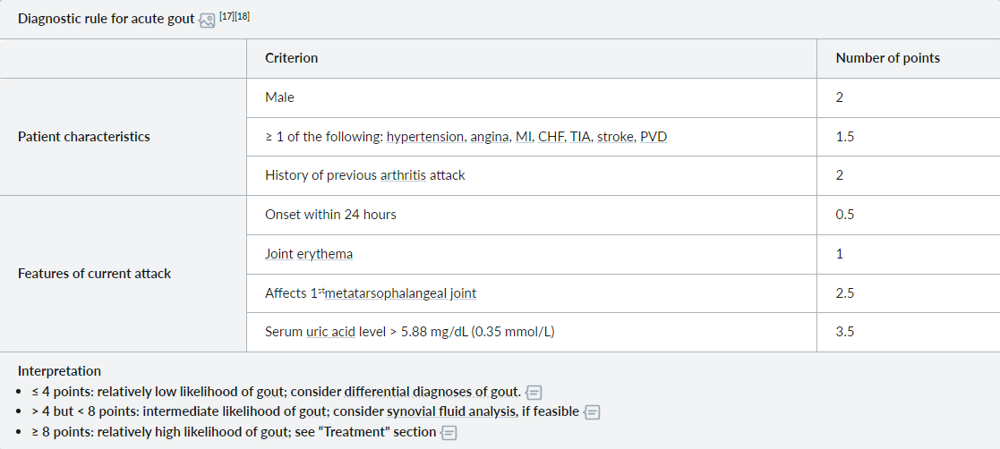 Diagnostic rule for acute gout [17][18]
Criterion Number of points
Patient characteristics
Male 2
≥ 1 of the following: hypertension, angina, MI, CHF, TIA, stroke, PVD 1.5
History of previous arthritis attack 2
Features of current attack
Onset within 24 hours 0.5
Joint erythema 1
Affects 1stmetatarsophalangeal joint 2.5
Serum uric acid level > 5.88 mg/dL (0.35 mmol/L) 3.5
Interpretation
• ≤ 4 points: relatively low likelihood of gout; consider differential diagnoses of gout.
• > 4 but < 8 points: intermediate likelihood of gout; consider synovial fluid analysis, if feasible
• ≥ 8 points: relatively high likelihood of gout; see “Treatment” section